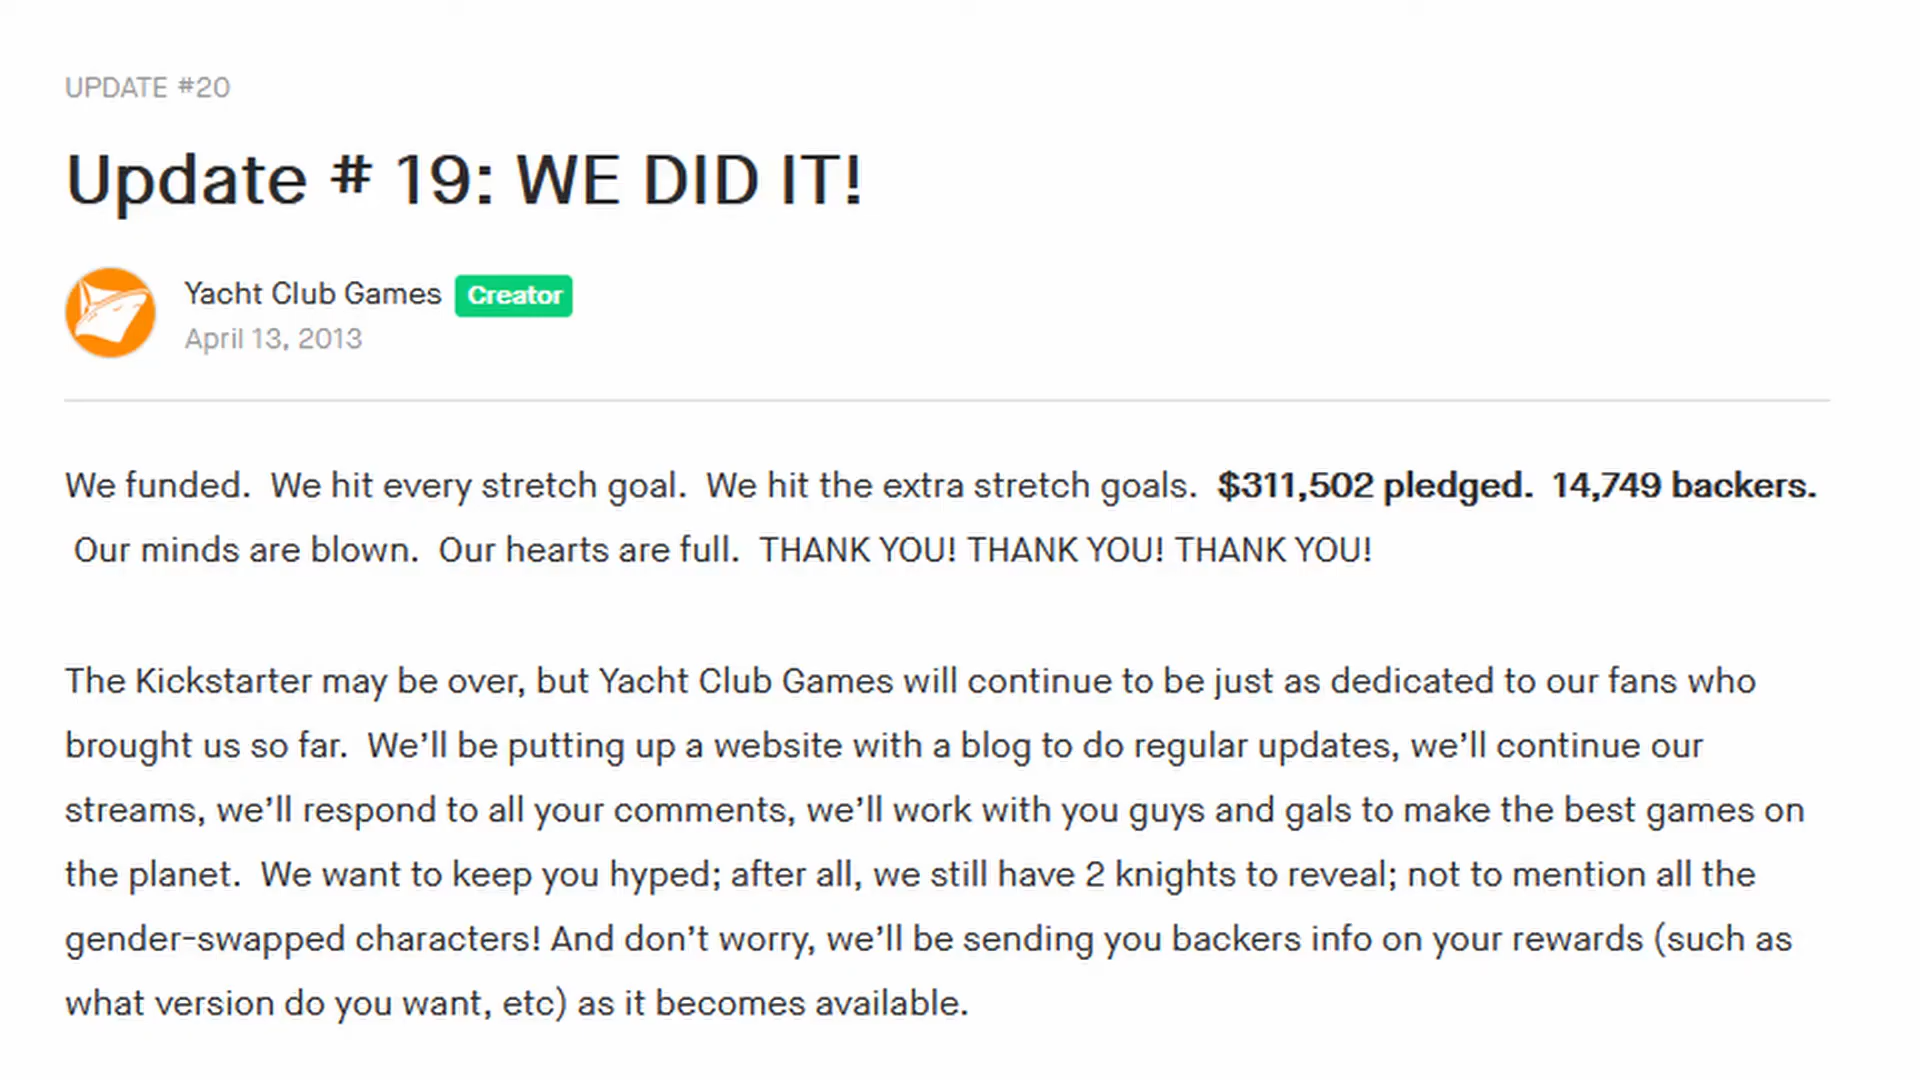 UPDATE #20
Update # 19: WE DID IT!
Yacht Club Games Creator
April 13, 2013
We funded.  We hit every stretch goal.  We hit the extra stretch goals.  $311,502 pledged.  14,749 backers.
Our minds are blown.  Our hearts are full.  THANK YOU! THANK YOU! THANK YOU!
The Kickstarter may be over, but Yacht Club Games will continue to be just as dedicated to our fans who
brought us so far.  We’ll be putting up a website with a blog to do regular updates, we’ll continue our
streams, we’ll respond to all your comments, we’ll work with you guys and gals to make the best games on
the planet.  We want to keep you hyped; after all, we still have 2 knights to reveal; not to mention all the
gender-swapped characters! And don’t worry, we’ll be sending you backers info on your rewards (such as
what version do you want, etc) as it becomes available.